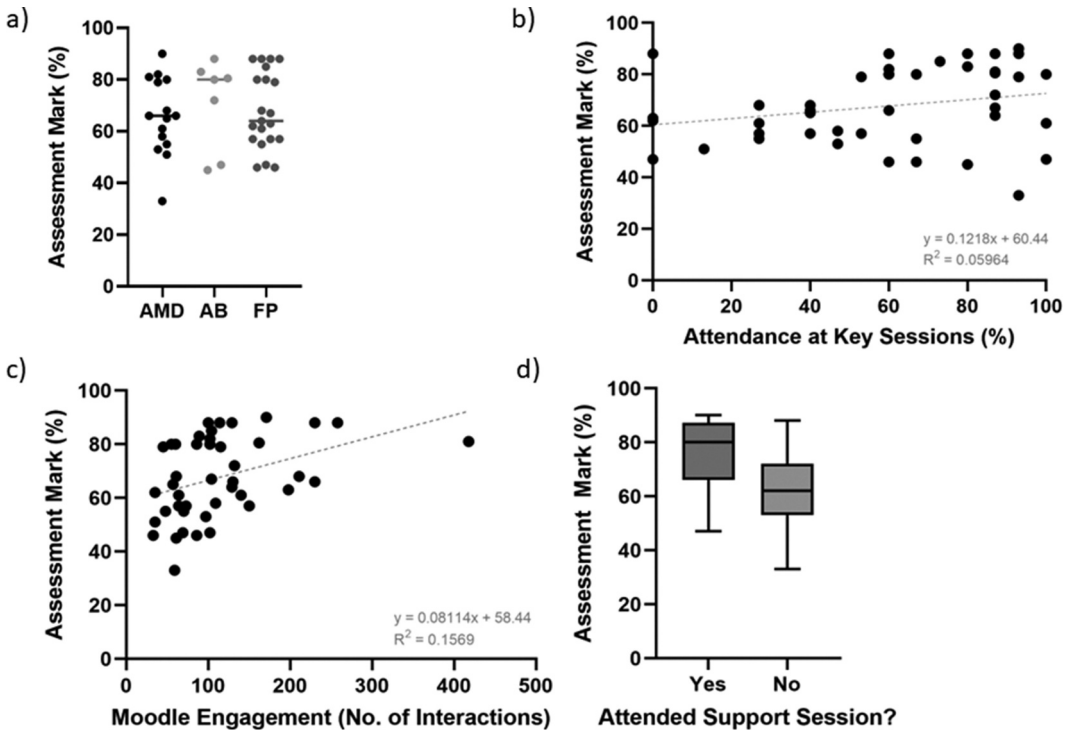 a)
Assessment Mark (%)
100
80
60
40
20
0
AMD AB FP
b)
Assessment Mark (%)
100
80
60
40
20
0
y = 0.1218x + 60.44
R² = 0.05964
0 20 40 60 80 100
Attendance at Key Sessions (%)
c)
Assessment Mark (%)
100
80
60
40
20
0
y = 0.08114x + 58.44
R² = 0.1569
0 100 200 300 400 500
Moodle Engagement (No. of Interactions)
d)
Assessment Mark (%)
100
80
60
40
20
0
Yes No
Attended Support Session?